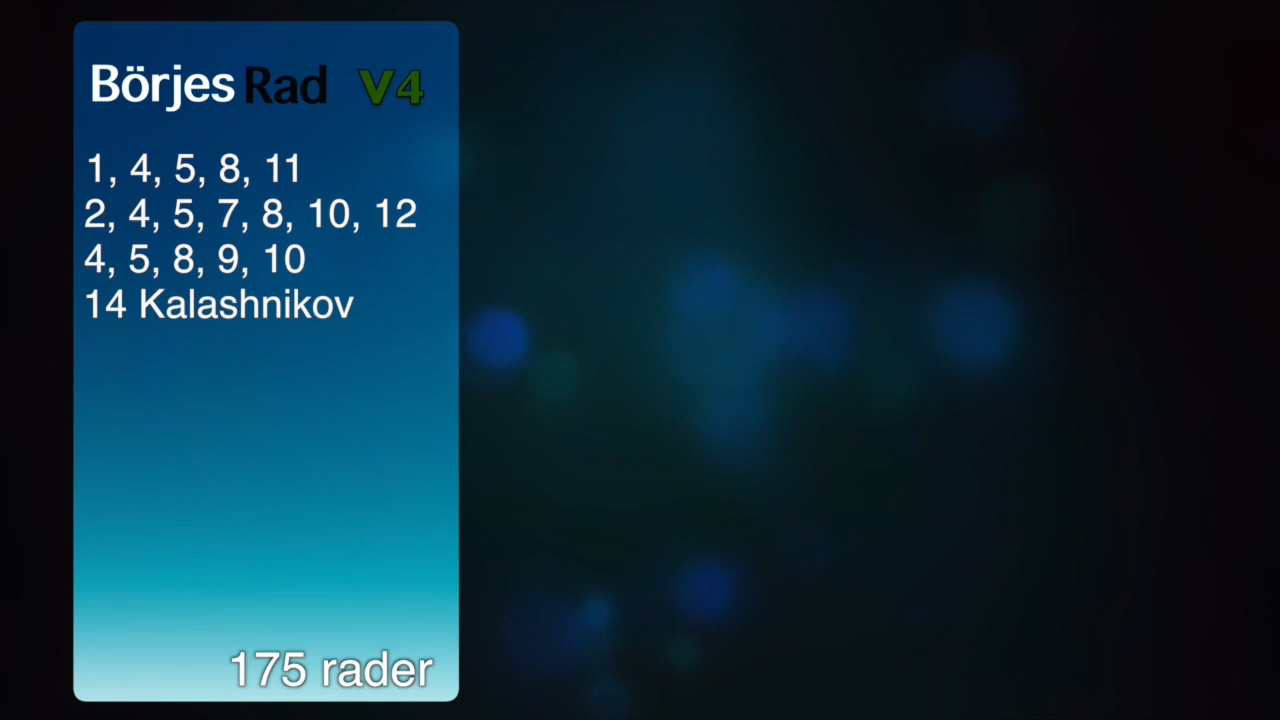 Börjes Rad V4
1, 4, 5, 8, 11
2, 4, 5, 7, 8, 10, 12
4, 5, 8, 9, 10
14 Kalashnikov
175 rader